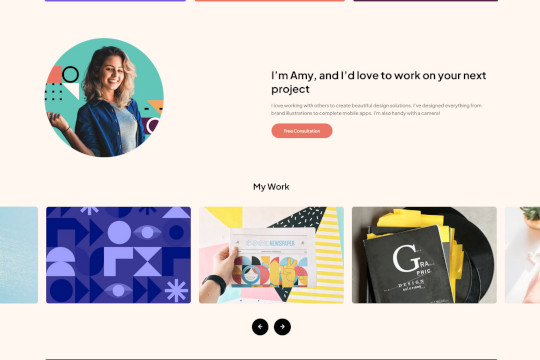 I'm Amy, and I'd love to work on your next
project
I love working with others to create beautiful design solutions. I've designed everything from
brand illustrations to complete mobile apps. I'm also handy with a camera!
Free Consultation
My Work
NEWSPAPER
GRA
PHIC
DESIGN